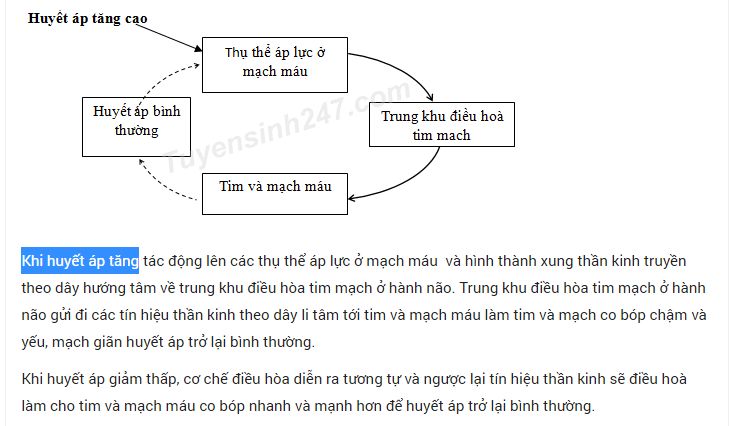 Huyết áp tăng cao
Thụ thể áp lực ở
mạch máu
Huyết áp bình
thường
Trung khu điều hoà
tim mach
Tim và mạch máu
Tuyensinh247.com
Khi huyết áp tăng tác động lên các thụ thể áp lực ở mạch máu và hình thành xung thần kinh truyền
theo dây hướng tâm về trung khu điều hòa tim mạch ở hành não. Trung khu điều hòa tim mạch ở hành
não gửi đi các tín hiệu thần kinh theo dây li tâm tới tim và mạch máu làm tim và mạch co bóp chậm và
yếu, mạch giãn huyết áp trở lại bình thường.
Khi huyết áp giảm thấp, cơ chế điều hòa diễn ra tương tự và ngược lại tín hiệu thần kinh sẽ điều hoà
làm cho tim và mạch máu co bóp nhanh và mạnh hơn để huyết áp trở lại bình thường.